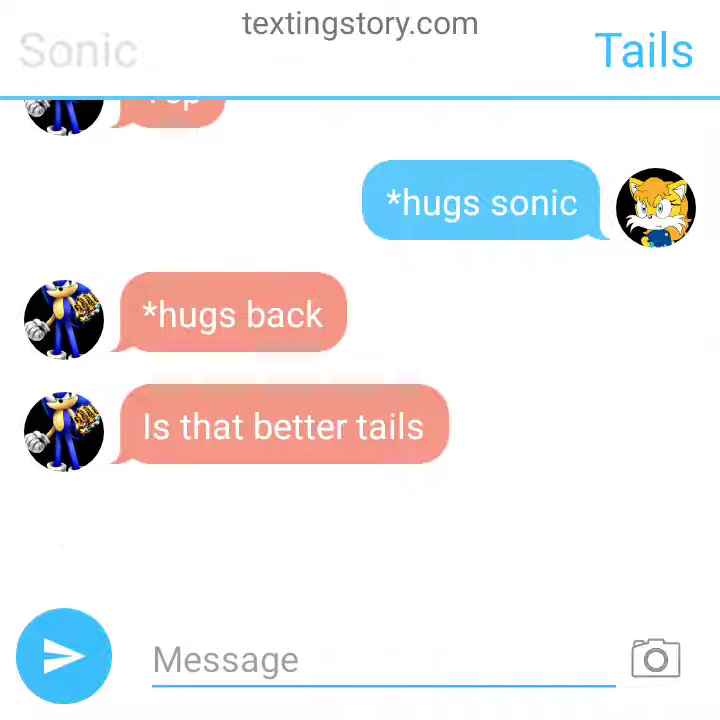 textingstory.com
Sonic
Tails
*hugs sonic
*hugs back
Is that better tails
Message